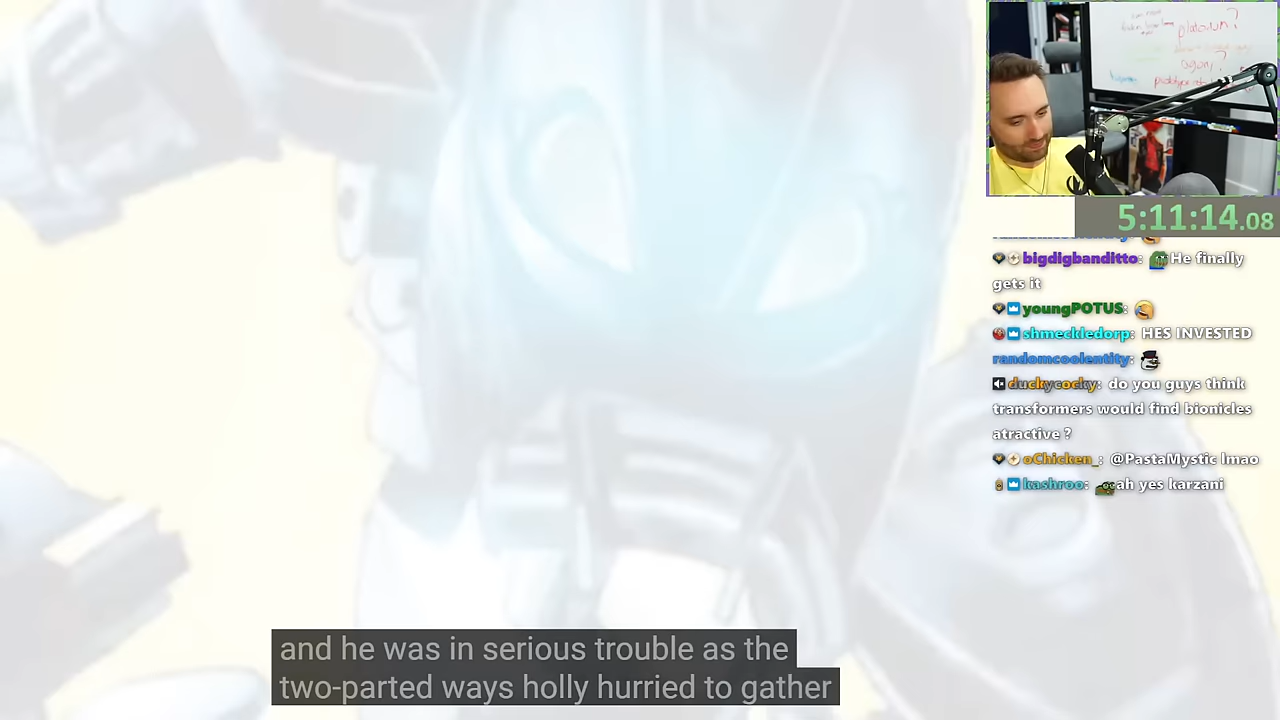 platonun?
agony?
5:11:14.08
bigdigbanditto: He finally
gets it
youngPOTUS:
shmeckledorp: HES INVESTED
randomcoolentity:
duckycocky: do you guys think
transformers would find bionicles
atractive ?
oChicken_: @PastaMystic lmao
kashroo: ah yes karzani
and he was in serious trouble as the
two-parted ways holly hurried to gather